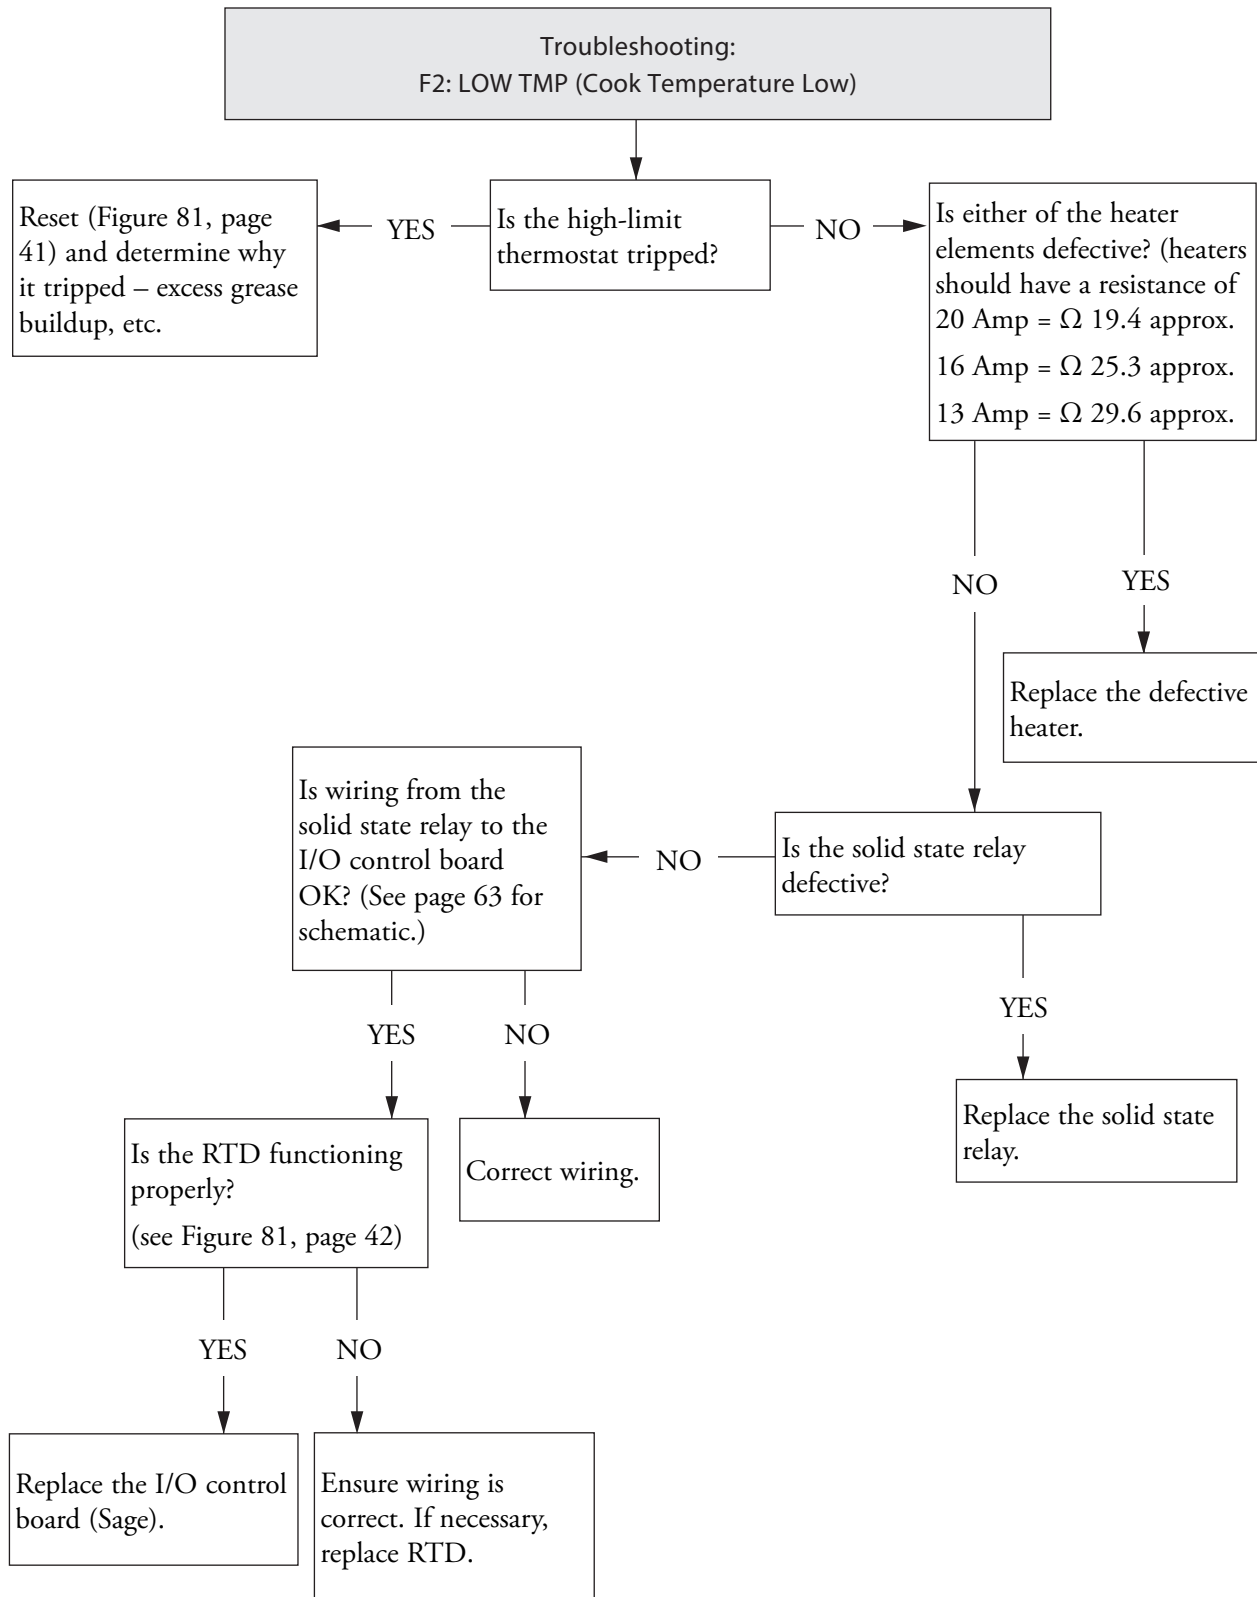 Troubleshooting:
F2: LOW TMP (Cook Temperature Low)
Reset (Figure 81, page
41) and determine why
it tripped – excess grease
buildup, etc.
YES
Is the high-limit
thermostat tripped?
NO
Is either of the heater
elements defective? (heaters
should have a resistance of
20 Amp = Ω 19.4 approx.
16 Amp = Ω 25.3 approx.
13 Amp = Ω 29.6 approx.
NO
YES
Replace the defective
heater.
Is wiring from the
solid state relay to the
I/O control board
OK? (See page 63 for
schematic.)
NO
Is the solid state relay
defective?
YES
NO
YES
Replace the solid state
relay.
Is the RTD functioning
properly?
(see Figure 81, page 42)
Correct wiring.
YES
NO
Replace the I/O control
board (Sage).
Ensure wiring is
correct. If necessary,
replace RTD.